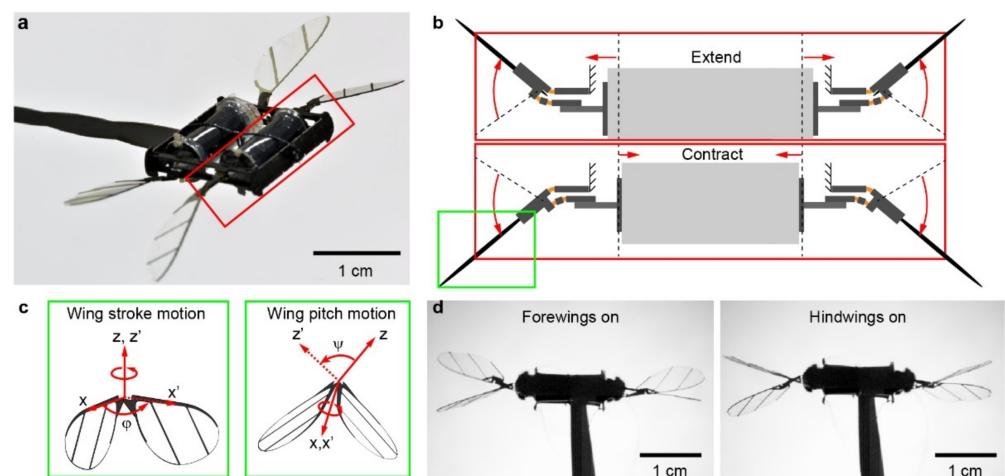 a
1 cm
b
Extend
Contract
c
Wing stroke motion
z, z'
x
x'
φ
Wing pitch motion
z'
ψ
z
x,x'
d
Forewings on
1 cm
Hindwings on
1 cm